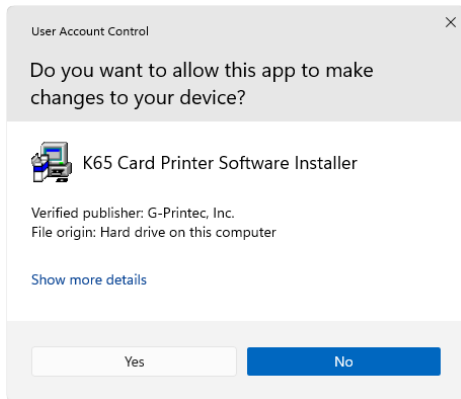 User Account Control
Do you want to allow this app to make
changes to your device?
K65 Card Printer Software Installer
Verified publisher: G-Printec, Inc.
File origin: Hard drive on this computer
Show more details
Yes
No